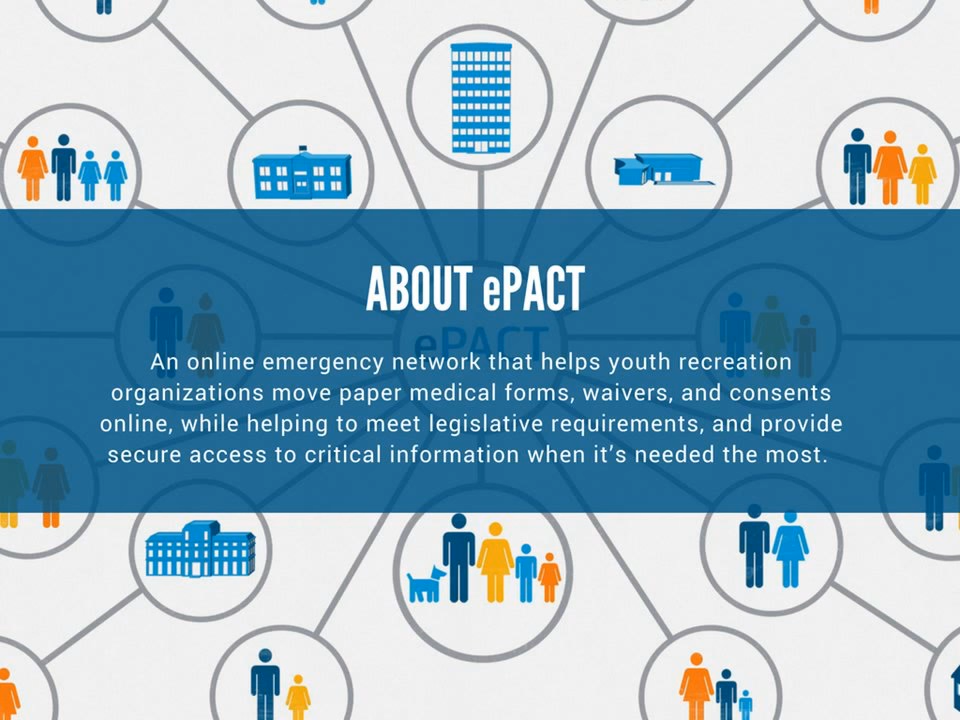 ABOUT ePACT
ePACT
An online emergency network that helps youth recreation
organizations move paper medical forms, waivers, and consents
online, while helping to meet legislative requirements, and provide
secure access to critical information when it's needed the most.